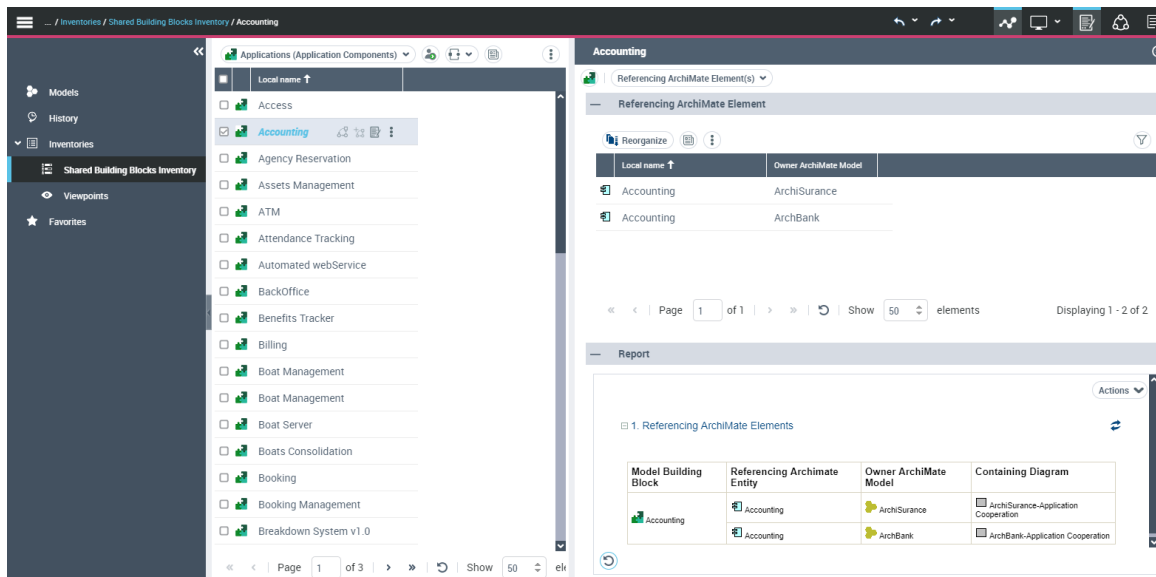 ... / Inventories / Shared Building Blocks Inventory / Accounting
Models
History
Inventories
Shared Building Blocks Inventory
Viewpoints
Favorites
Applications (Application Components)
Local name
Access
Accounting
Agency Reservation
Assets Management
ATM
Attendance Tracking
Automated webService
BackOffice
Benefits Tracker
Billing
Boat Management
Boat Management
Boat Server
Boats Consolidation
Booking
Booking Management
Breakdown System v1.0
Page 1 of 3 Show 50 ele
Accounting
Referencing ArchiMate Element(s)
Referencing ArchiMate Element
Reorganize
Local name Owner ArchiMate Model
Accounting ArchiSurance
Accounting ArchBank
Page 1 of 1 Show 50 elements Displaying 1 - 2 of 2
Report
Actions
1. Referencing ArchiMate Elements
Model Building Block
Referencing Archimate Entity
Owner ArchiMate Model
Containing Diagram
Accounting
Accounting
ArchiSurance
ArchiSurance-Application
Cooperation
Accounting
ArchBank
ArchBank-Application Cooperation